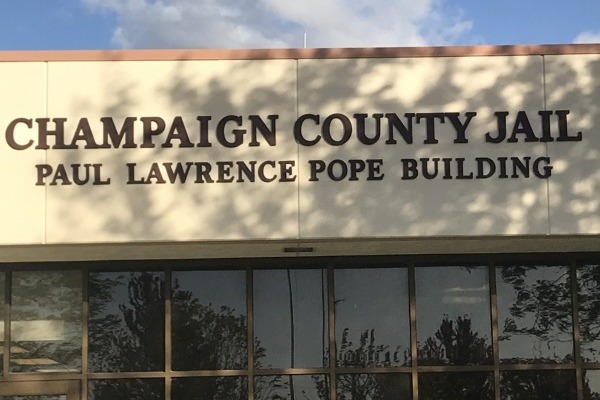 CHAMPAIGN COUNTY JAIL
PAUL LAWRENCE POPE BUILDING